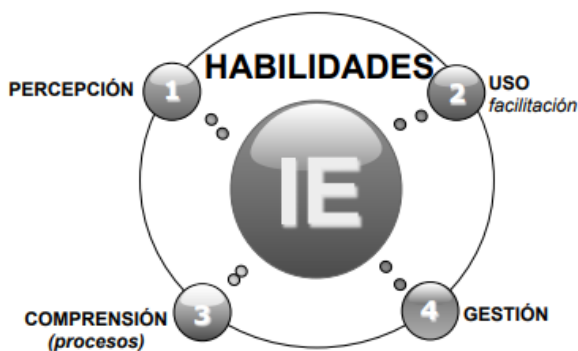 HABILIDADES
PERCEPCIÓN
1
2
USO
facilitación
IE
COMPRENSIÓN
(procesos)
3
4
GESTIÓN